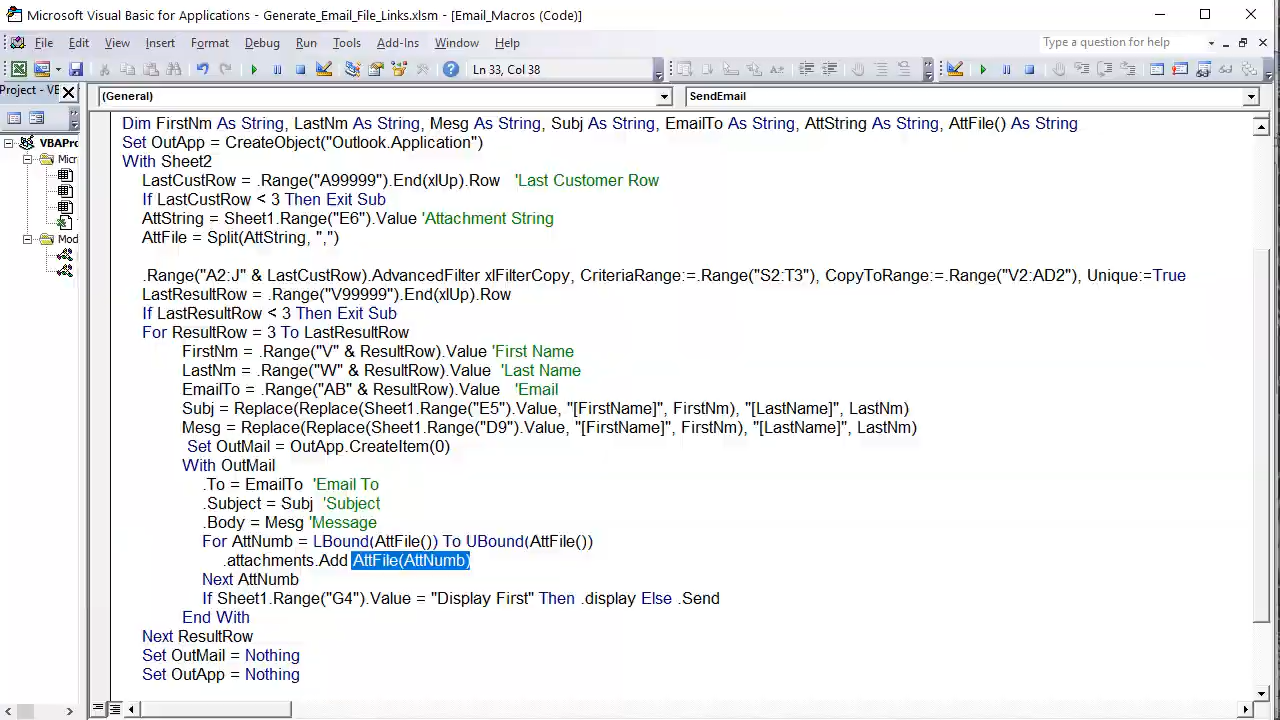 Microsoft Visual Basic for Applications - Generate_Email_File_Links.xlsm - [Email_Macros (Code)]
File Edit View Insert Format Debug Run Tools Add-Ins Window Help
Type a question for help
Ln 33, Col 38
Project - VB
(General)
SendEmail
VBAPro
Micr
Mod
Dim FirstNm As String, LastNm As String, Mesg As String, Subj As String, EmailTo As String, AttString As String, AttFile() As String
Set OutApp = CreateObject("Outlook.Application")
With Sheet2
LastCustRow = .Range("A99999").End(xlUp).Row 'Last Customer Row
If LastCustRow < 3 Then Exit Sub
AttString = Sheet1.Range("E6").Value 'Attachment String
AttFile = Split(AttString, ",")
.Range("A2:J" & LastCustRow).AdvancedFilter xlFilterCopy, CriteriaRange:=.Range("S2:T3"), CopyToRange:=.Range("V2:AD2"), Unique:=True
LastResultRow = .Range("V99999").End(xlUp).Row
If LastResultRow < 3 Then Exit Sub
For ResultRow = 3 To LastResultRow
FirstNm = .Range("V" & ResultRow).Value 'First Name
LastNm = .Range("W" & ResultRow).Value 'Last Name
EmailTo = .Range("AB" & ResultRow).Value 'Email
Subj = Replace(Replace(Sheet1.Range("E5").Value, "[FirstName]", FirstNm), "[LastName]", LastNm)
Mesg = Replace(Replace(Sheet1.Range("D9").Value, "[FirstName]", FirstNm), "[LastName]", LastNm)
Set OutMail = OutApp.CreateItem(0)
With OutMail
.To = EmailTo 'Email To
.Subject = Subj 'Subject
.Body = Mesg 'Message
For AttNumb = LBound(AttFile()) To UBound(AttFile())
.attachments.Add AttFile(AttNumb)
Next AttNumb
If Sheet1.Range("G4").Value = "Display First" Then .display Else .Send
End With
Next ResultRow
Set OutMail = Nothing
Set OutApp = Nothing